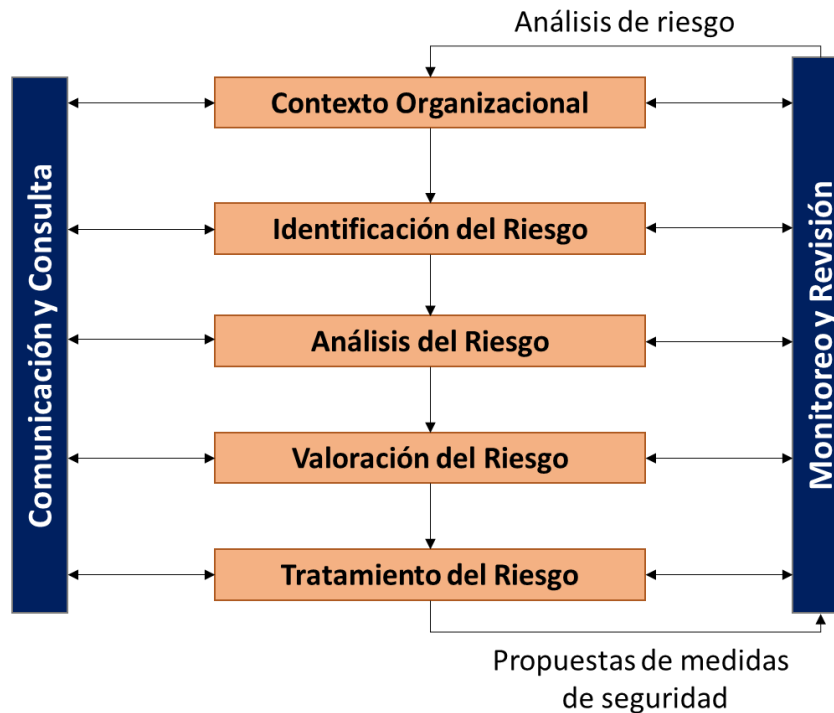 Análisis de riesgo
Comunicación y Consulta
Contexto Organizacional
Identificación del Riesgo
Análisis del Riesgo
Valoración del Riesgo
Tratamiento del Riesgo
Monitoreo y Revisión
Propuestas de medidas
de seguridad